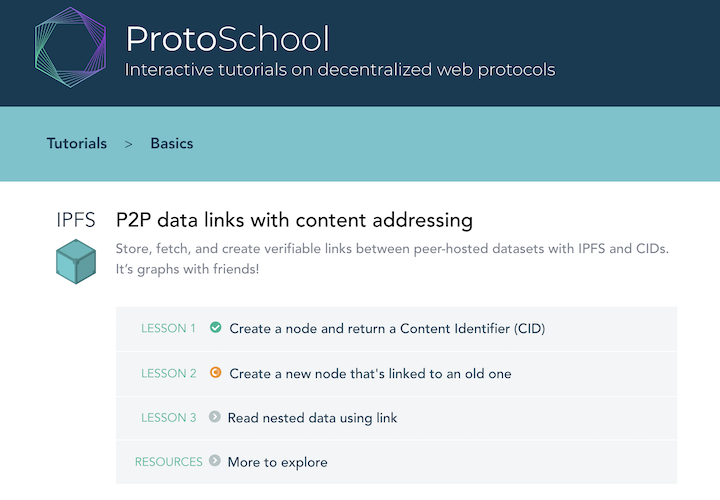 ProtoSchool
Interactive tutorials on decentralized web protocols
Tutorials > Basics
IPFS P2P data links with content addressing
Store, fetch, and create verifiable links between peer-hosted datasets with IPFS and CIDs.
It’s graphs with friends!
LESSON 1 Create a node and return a Content Identifier (CID)
LESSON 2 Create a new node that's linked to an old one
LESSON 3 Read nested data using link
RESOURCES More to explore